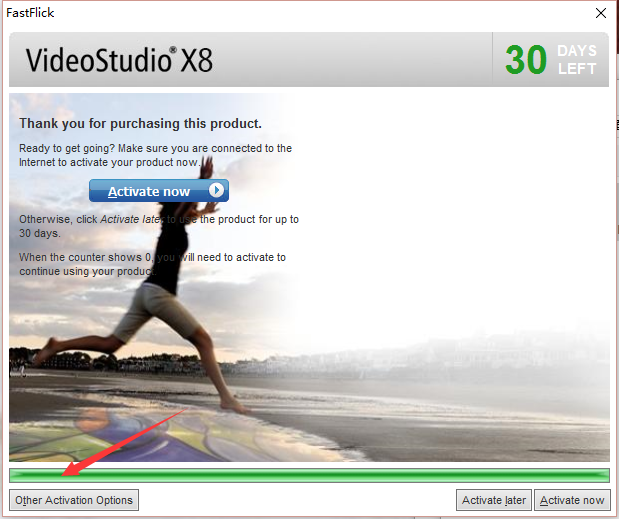 FastFlick
VideoStudio® X8
30 DAYS
LEFT
Thank you for purchasing this product.
Ready to get going? Make sure you are connected to the
Internet to activate your product now.
Activate now
Otherwise, click Activate later to use the product for up to
30 days.
When the counter shows 0, you will need to activate to
continue using your product.
Other Activation Options
Activate later
Activate now